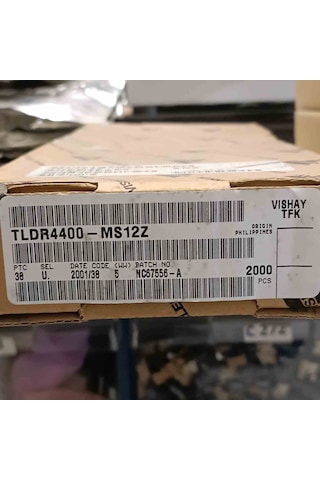 VISHAY
TFK
TLDR4400-MS12Z
ORIGIN
PHILIPPINES
PTC SEL DATE CODE (WW) BATCH NO.
38 U. 2001/38 5 NC67556-A
2000
PCS